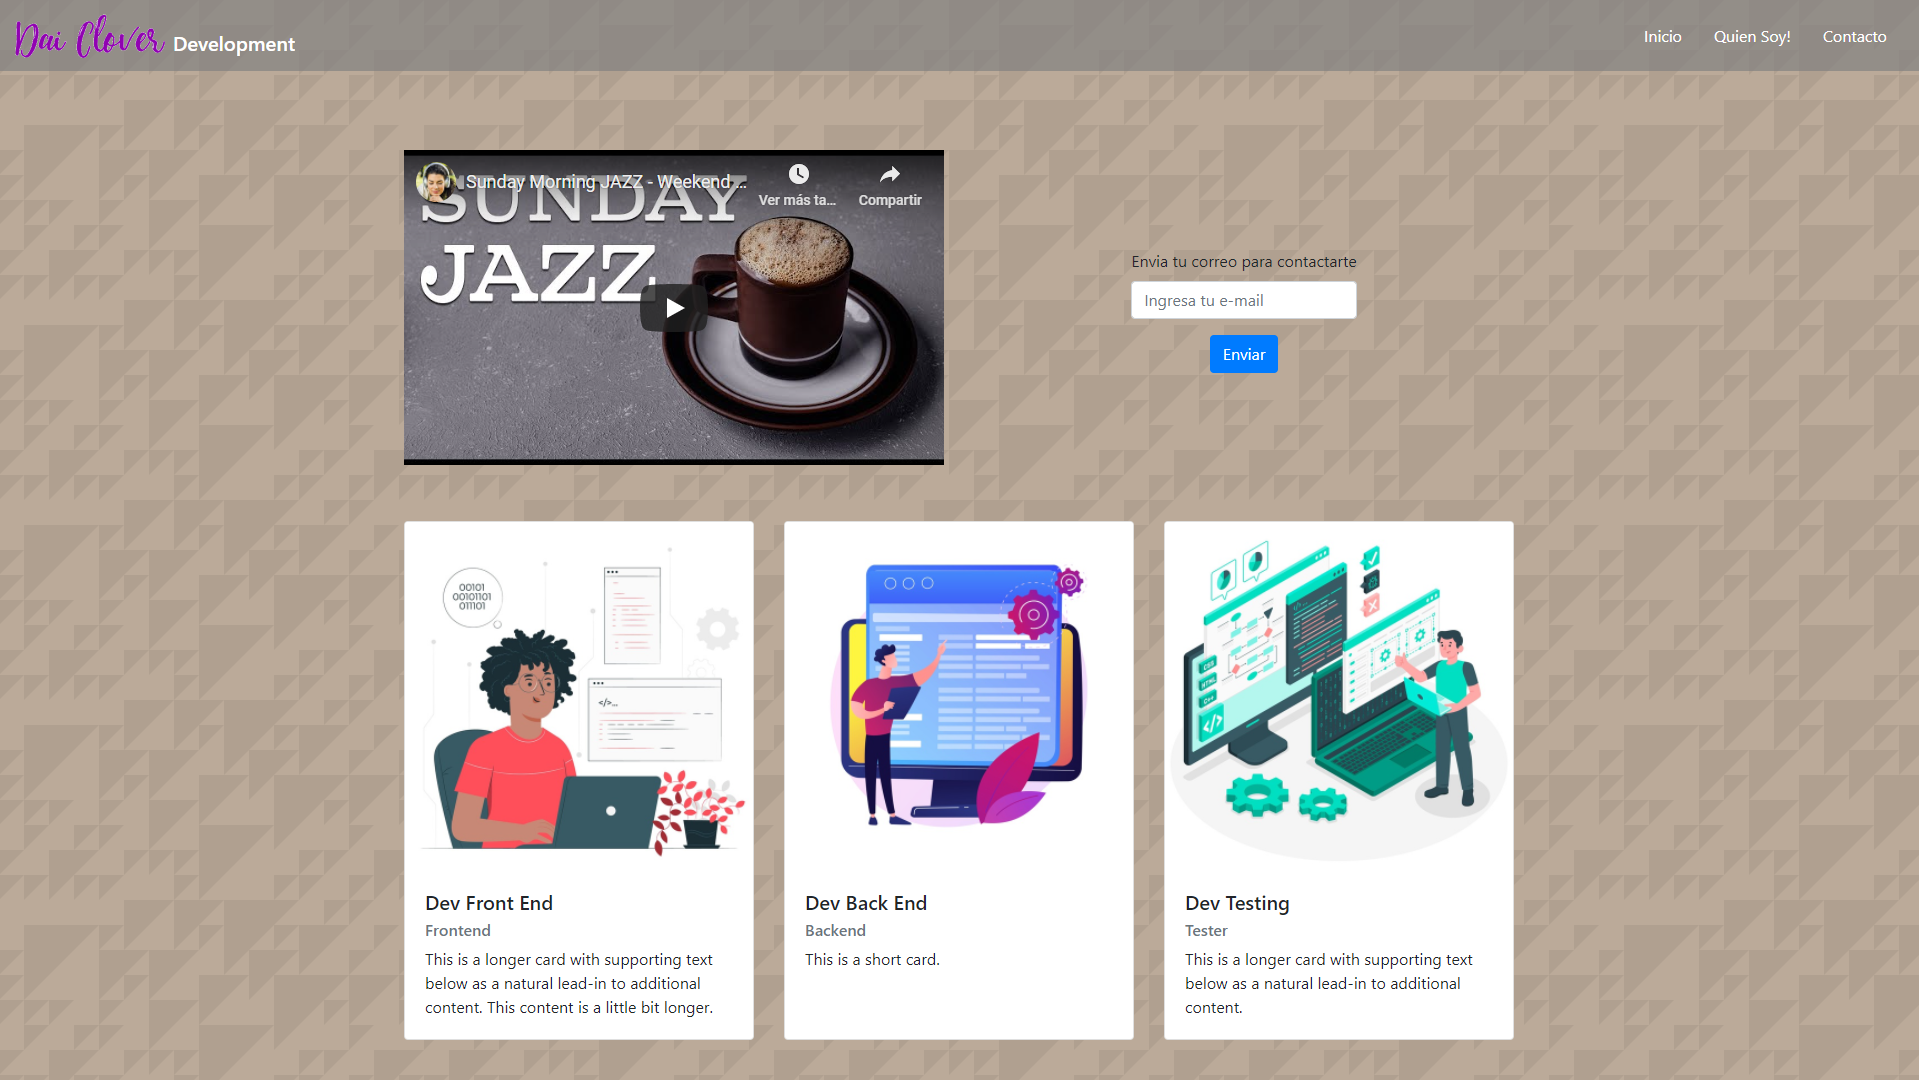 Dai Clover Development
Inicio
Quien Soy!
Contacto
Sunday Morning JAZZ - Weekend ...
Ver más ta...
Compartir
SUNDAY
JAZZ
Envia tu correo para contactarte
Ingresa tu e-mail
Enviar
00101
00101101
011101
</>...
CSS
HTML
C++
</>
Dev Front End
Frontend
This is a longer card with supporting text
below as a natural lead-in to additional
content. This content is a little bit longer.
Dev Back End
Backend
This is a short card.
Dev Testing
Tester
This is a longer card with supporting text
below as a natural lead-in to additional
content.